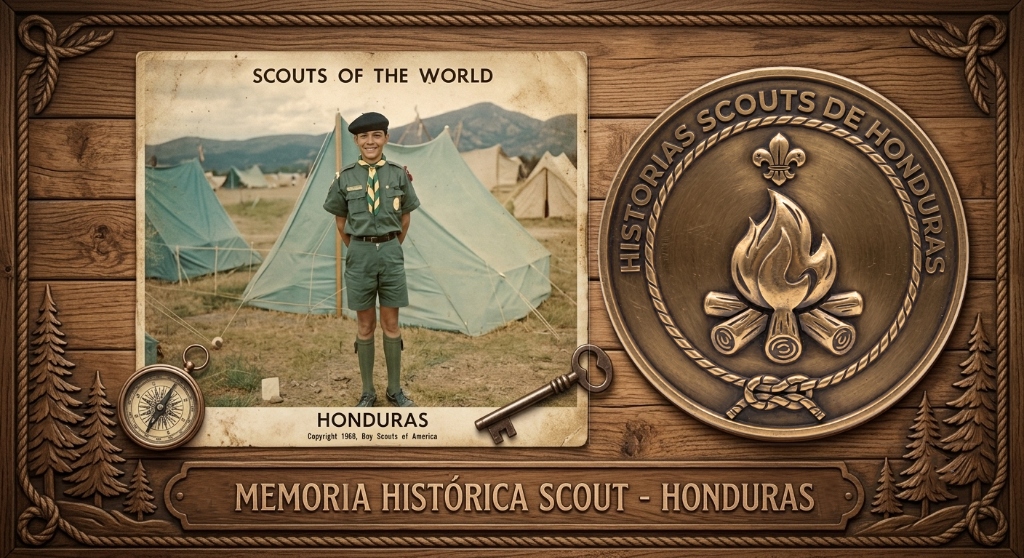 SCOUTS OF THE WORLD
HONDURAS
Copyright 1968, Boy Scouts of America
HISTORIAS SCOUTS DE HONDURAS
MEMORIA HISTÓRICA SCOUT - HONDURAS